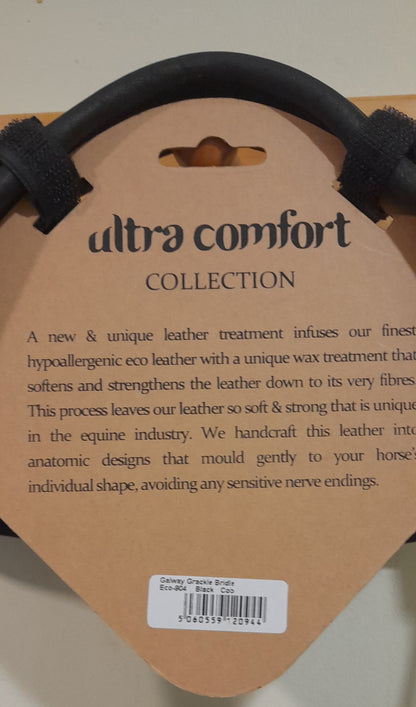 ultra comfort
COLLECTION
A new & unique leather treatment infuses our finest
hypoallergenic eco leather with a unique wax treatment that
softens and strengthens the leather down to its very fibres.
This process leaves our leather so soft & strong that is unique
in the equine industry. We handcraft this leather into
anatomic designs that mould gently to your horse's
individual shape, avoiding any sensitive nerve endings.
Galway Grackle Bridle
Eco-804 Black Cob
5 060559 120944